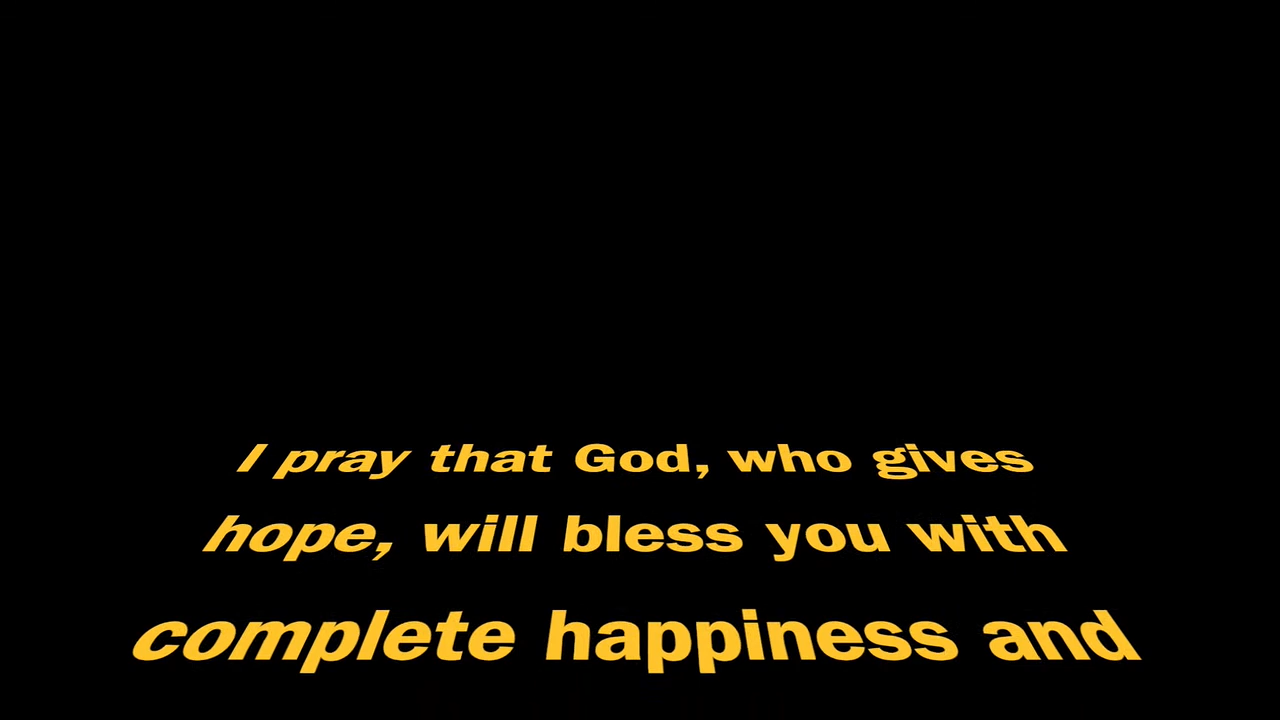 I pray that God, who gives
hope, will bless you with
complete happiness and